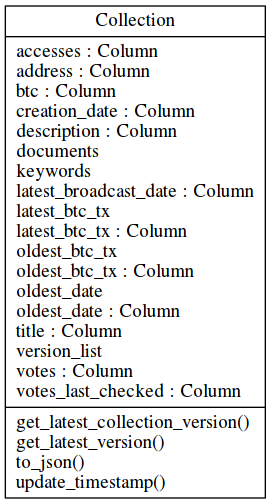 Collection
accesses : Column
address : Column
btc : Column
creation_date : Column
description : Column
documents
keywords
latest_broadcast_date : Column
latest_btc_tx
latest_btc_tx : Column
oldest_btc_tx
oldest_btc_tx : Column
oldest_date
oldest_date : Column
title : Column
version_list
votes : Column
votes_last_checked : Column
get_latest_collection_version()
get_latest_version()
to_json()
update_timestamp()